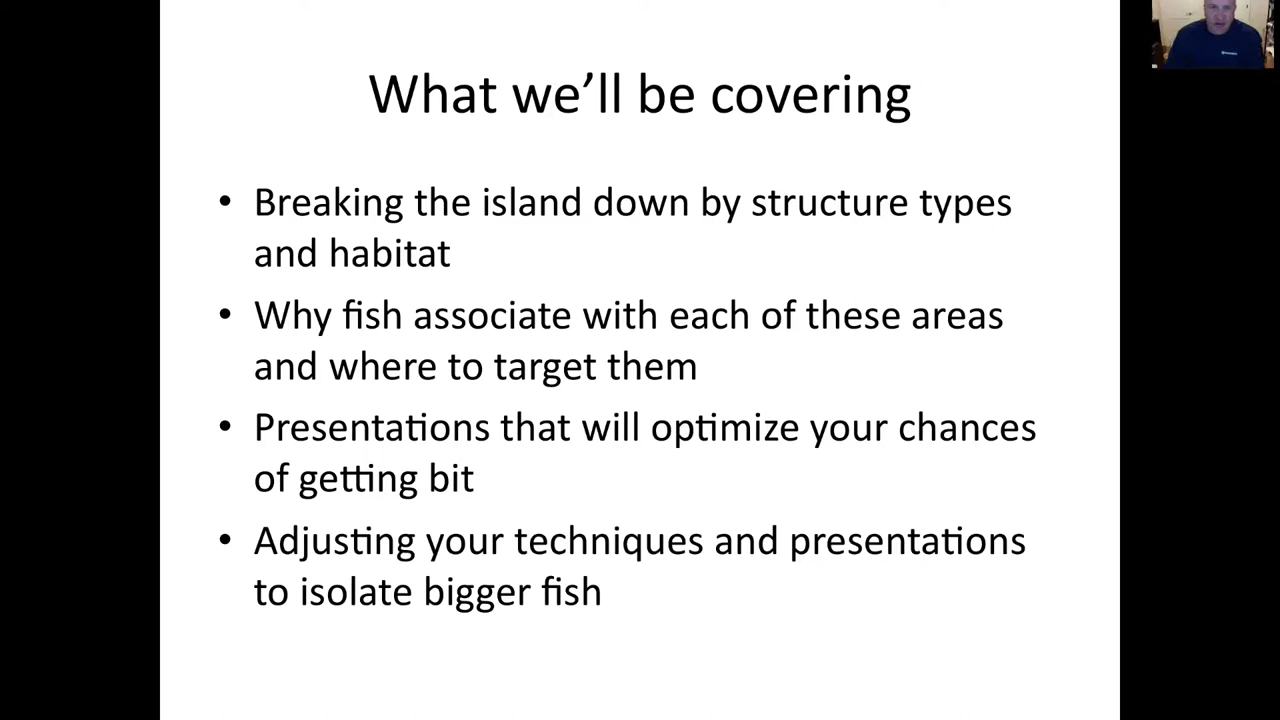 What we’ll be covering
• Breaking the island down by structure types
and habitat
• Why fish associate with each of these areas
and where to target them
• Presentations that will optimize your chances
of getting bit
• Adjusting your techniques and presentations
to isolate bigger fish